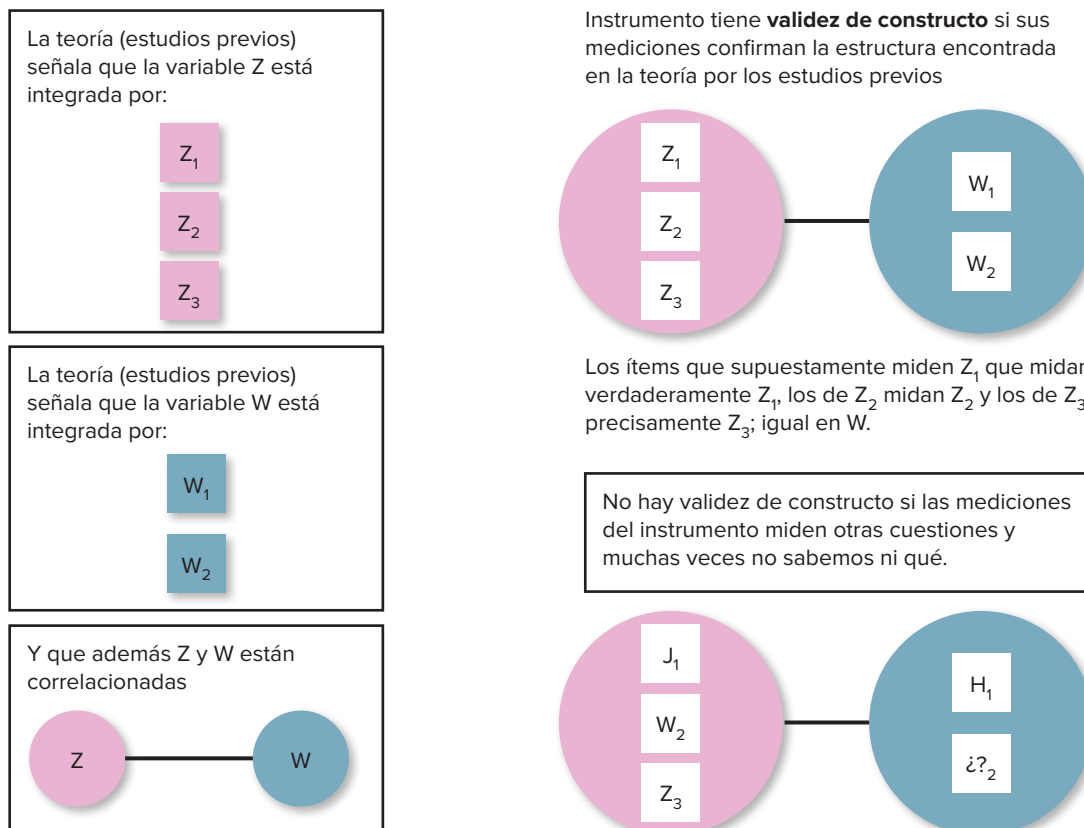 La teoría (estudios previos)
señala que la variable Z está
integrada por:
Z₁
Z₂
Z₃
La teoría (estudios previos)
señala que la variable W está
integrada por:
W₁
W₂
Y que además Z y W están
correlacionadas
Z
W
Instrumento tiene validez de constructo si sus
mediciones confirman la estructura encontrada
en la teoría por los estudios previos
Z₁
Z₂
Z₃
W₁
W₂
Los ítems que supuestamente miden Z₁ que midan
verdaderamente Z₁, los de Z₂ midan Z₂ y los de Z₃
precisamente Z₃; igual en W.
No hay validez de constructo si las mediciones
del instrumento miden otras cuestiones y
muchas veces no sabemos ni qué.
J₁
W₂
Z₃
H₁
¿?₂